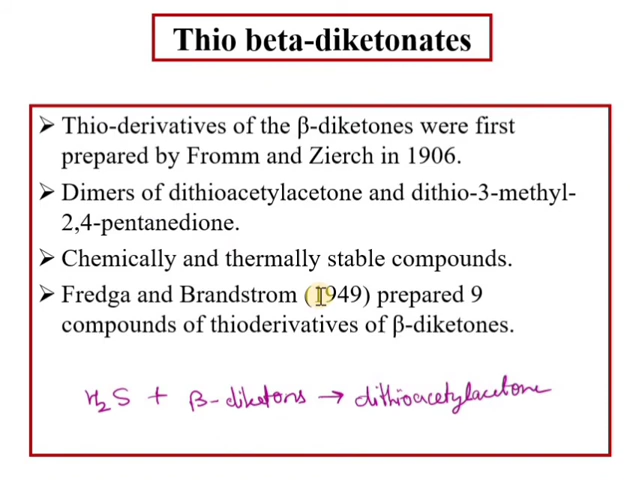 Thio beta-diketonates
➢ Thio-derivatives of the β-diketones were first
prepared by Fromm and Zierch in 1906.
➢ Dimers of dithioacetylacetone and dithio-3-methyl-
2,4-pentanedione.
➢ Chemically and thermally stable compounds.
➢ Fredga and Brandstrom (1949) prepared 9
compounds of thioderivatives of β-diketones.
H₂S + β-diketons → dithioacetylacetone